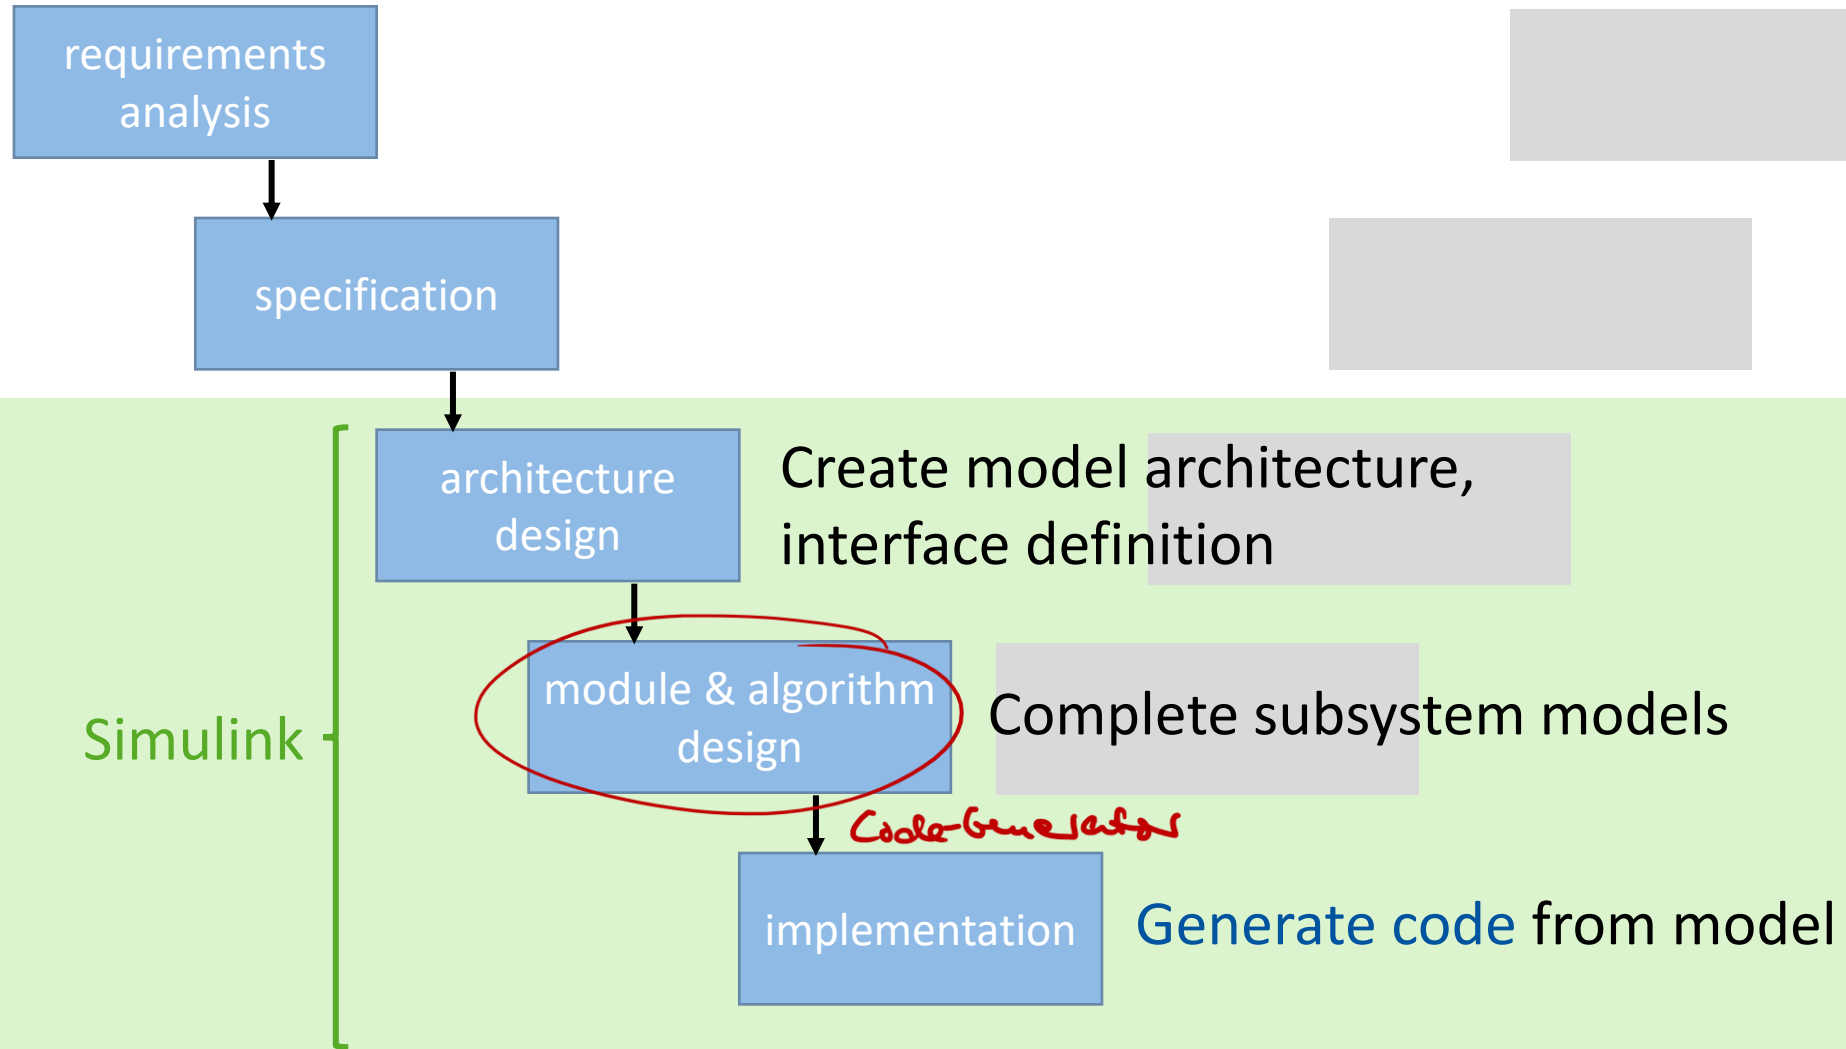 requirements
analysis
specification
architecture
design
Create model architecture,
interface definition
Simulink
module & algorithm
design
Complete subsystem models
Code-Generator
implementation
Generate code from model